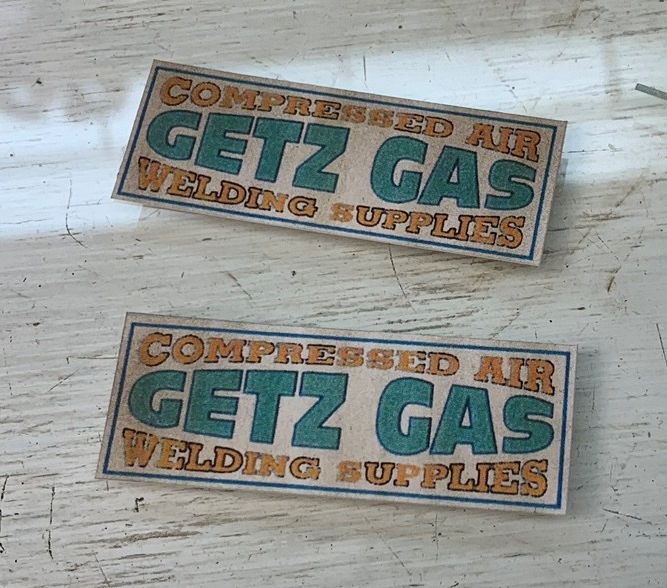 COMPRESSED AIR
GETZ GAS
WELDING SUPPLIES
COMPRESSED AIR
GETZ GAS
WELDING SUPPLIES